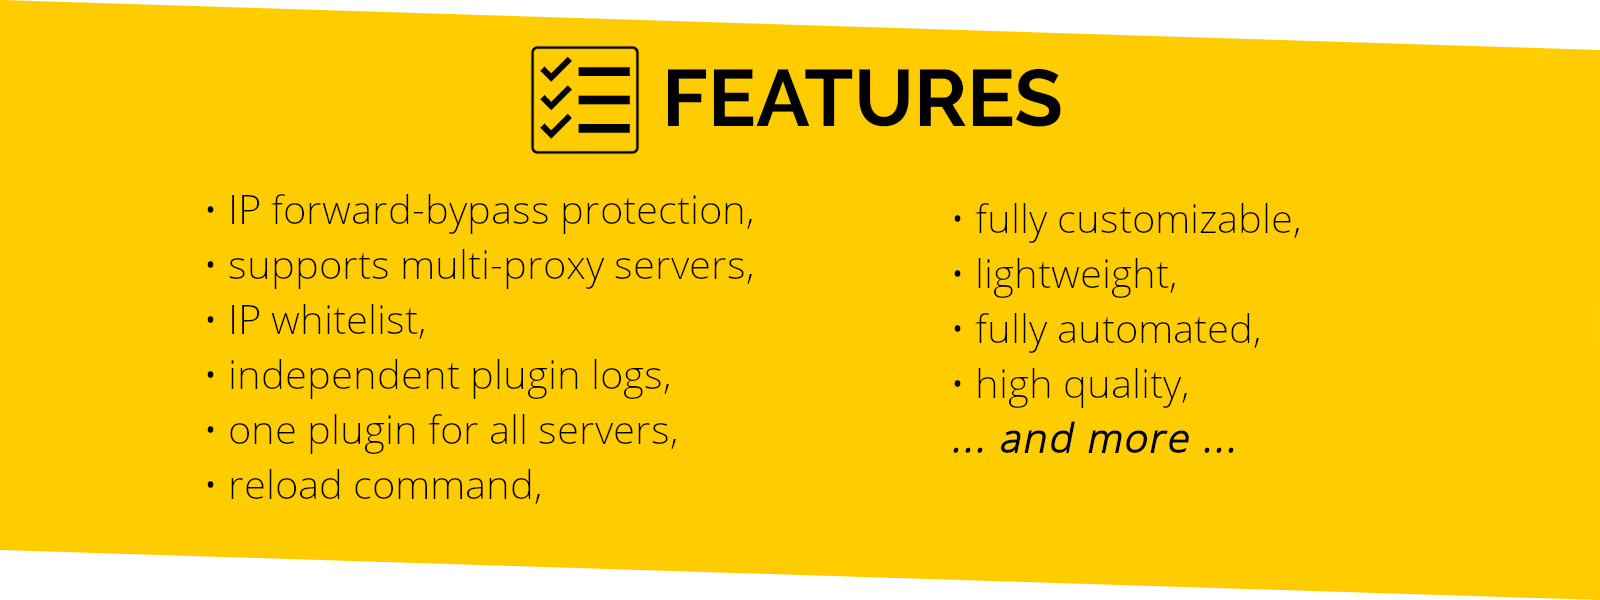 FEATURES
• IP forward-bypass protection,
• supports multi-proxy servers,
• IP whitelist,
• independent plugin logs,
• one plugin for all servers,
• reload command,
• fully customizable,
• lightweight,
• fully automated,
• high quality,
... and more ...